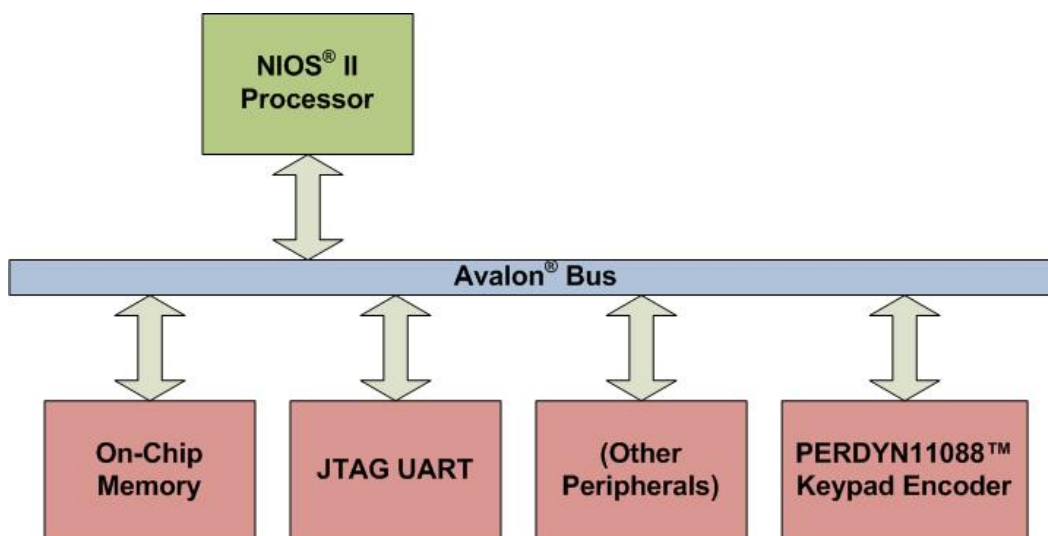 NIOS® II
Processor
Avalon® Bus
On-Chip
Memory
JTAG UART
(Other
Peripherals)
PERDYN11088™
Keypad Encoder